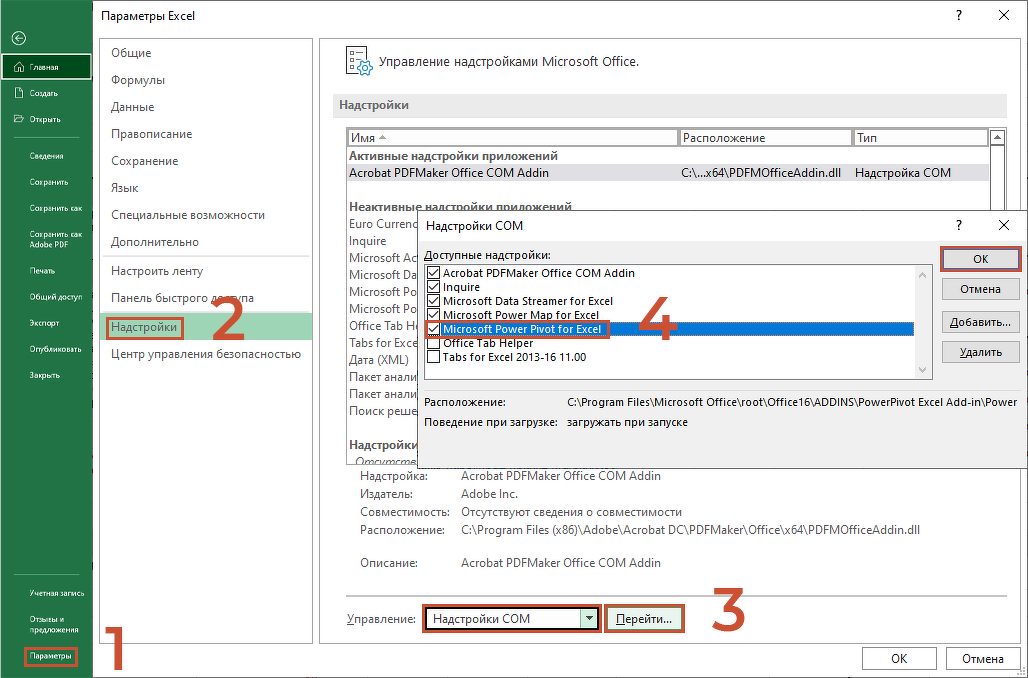 Параметры Excel
?
Главная
Создать
Открыть
Сведения
Сохранить
Сохранить как
Сохранить как
Adobe PDF
Печать
Общий доступ
Экспорт
Опубликовать
Закрыть
Учетная запись
Отзывы и
предложения
Параметры
1
Общие
Формулы
Данные
Правописание
Сохранение
Язык
Специальные возможности
Дополнительно
Настроить ленту
Панель быстрого доступа
Надстройки
2
Центр управления безопасностью
Управление надстройками Microsoft Office.
Надстройки
Имя Расположение Тип
Активные надстройки приложений
Acrobat PDFMaker Office COM Addin C:\...x64\PDFMOfficeAddin.dll Надстройка COM
Неактивные надстройки приложений
Euro Currenc
Inquire
Microsoft Ac
Microsoft Da
Microsoft Po
Microsoft Po
Office Tab He
Tabs for Exce
Дата (XML)
Пакет анали
Пакет анали
Поиск реше
Надстройки
Отсутств
Надстройки COM
?
Доступные надстройки:
Acrobat PDFMaker Office COM Addin
Inquire
Microsoft Data Streamer for Excel
Microsoft Power Map for Excel
Microsoft Power Pivot for Excel
Office Tab Helper
Tabs for Excel 2013-16 11.00
4
OK
Отмена
Добавить...
Удалить
Расположение: C:\Program Files\Microsoft Office\root\Office16\ADDINS\PowerPivot Excel Add-in\Power
Поведение при загрузке: загружать при запуске
Надстройка: Acrobat PDFMaker Office COM Addin
Издатель: Adobe Inc.
Совместимость: Отсутствуют сведения о совместимости
Расположение: C:\Program Files (x86)\Adobe\Acrobat DC\PDFMaker\Office\x64\PDFMOfficeAddin.dll
Описание: Acrobat PDFMaker Office COM Addin
Управление: Надстройки COM Перейти...
3
OK Отмена